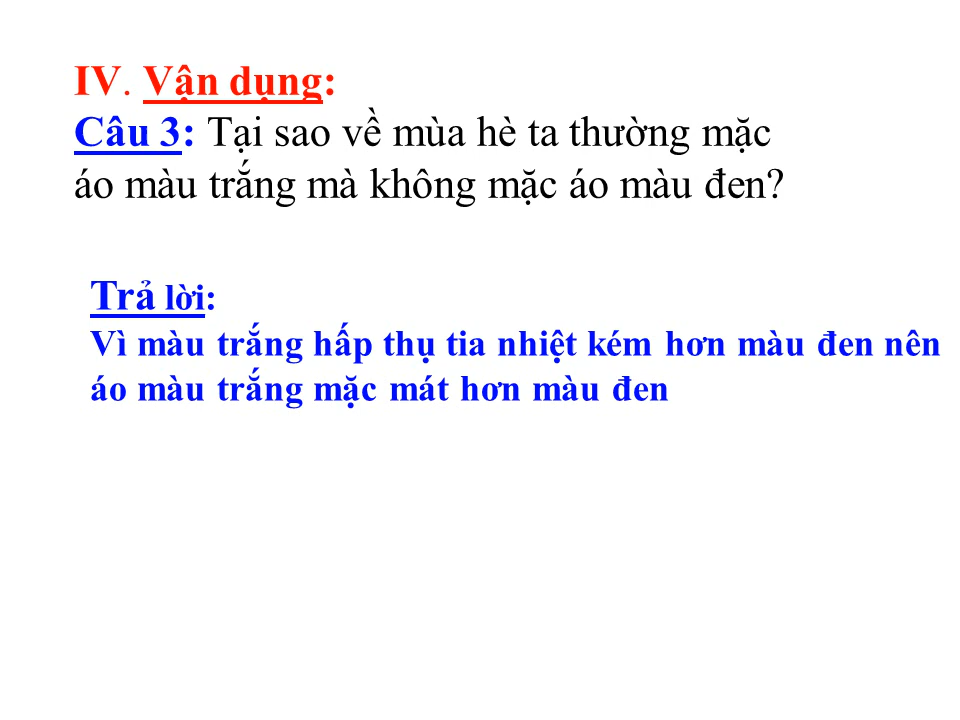 IV. Vận dụng:
Câu 3: Tại sao về mùa hè ta thường mặc
áo màu trắng mà không mặc áo màu đen?
Trả lời:
Vì màu trắng hấp thụ tia nhiệt kém hơn màu đen nên
áo màu trắng mặc mát hơn màu đen